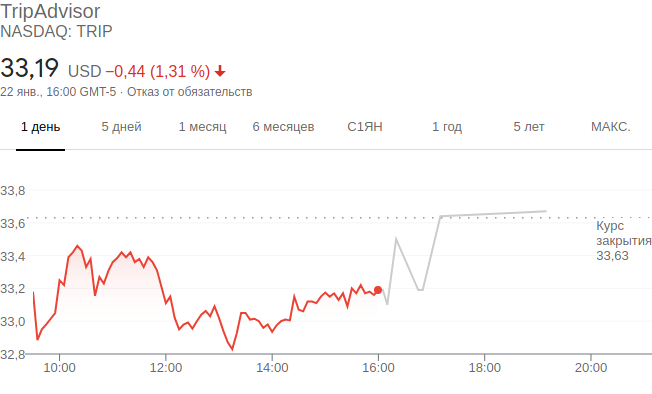 TripAdvisor
NASDAQ: TRIP
33,19 USD −0,44 (1,31 %)
22 янв., 16:00 GMT-5 · Отказ от обязательств
1 день 5 дней 1 месяц 6 месяцев С1ЯН 1 год 5 лет МАКС.
33,8
33,6
33,4
33,2
33,0
32,8
Курс
закрытия
33,63
10:00 12:00 14:00 16:00 18:00 20:00